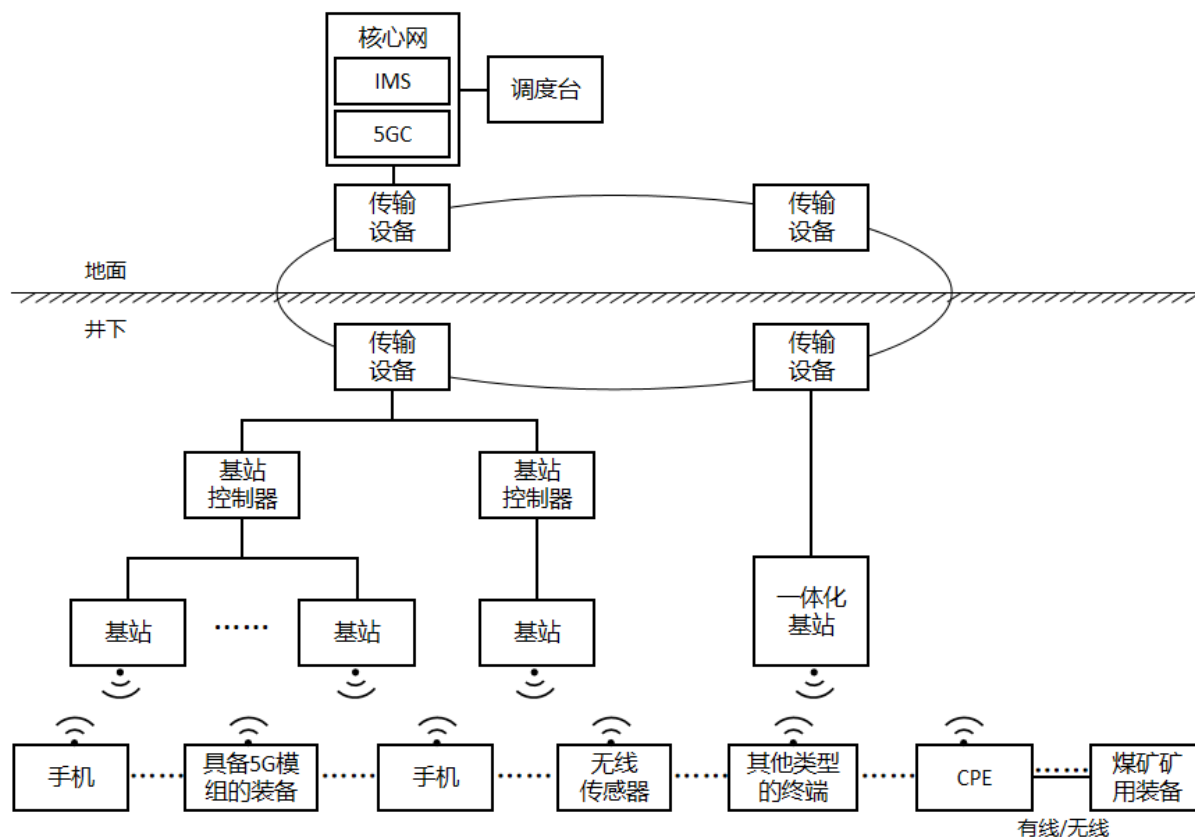 核心网
IMS
5GC
调度台
传输
设备
传输
设备
地面
井下
传输
设备
传输
设备
基站
控制器
基站
控制器
基站
……
基站
基站
一体化
基站
手机
……
具备5G模
组的装备
……
手机
……
无线
传感器
……
其他类型
的终端
……
CPE
……
煤矿矿
用装备
有线/无线